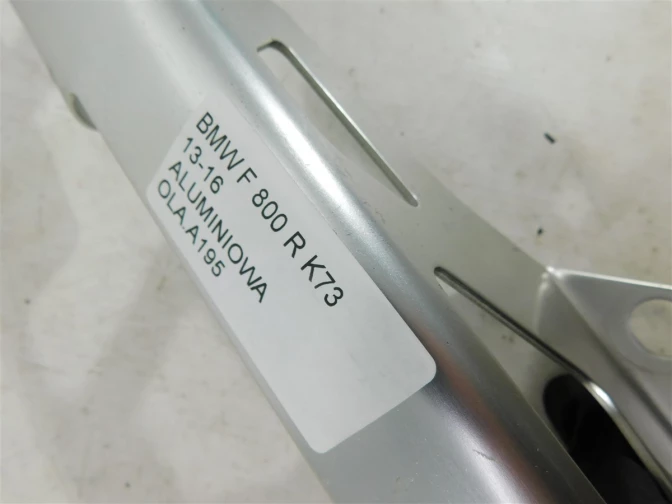 BMW F 800 R K73
13-16
ALUMINIOWA
OLA.A195